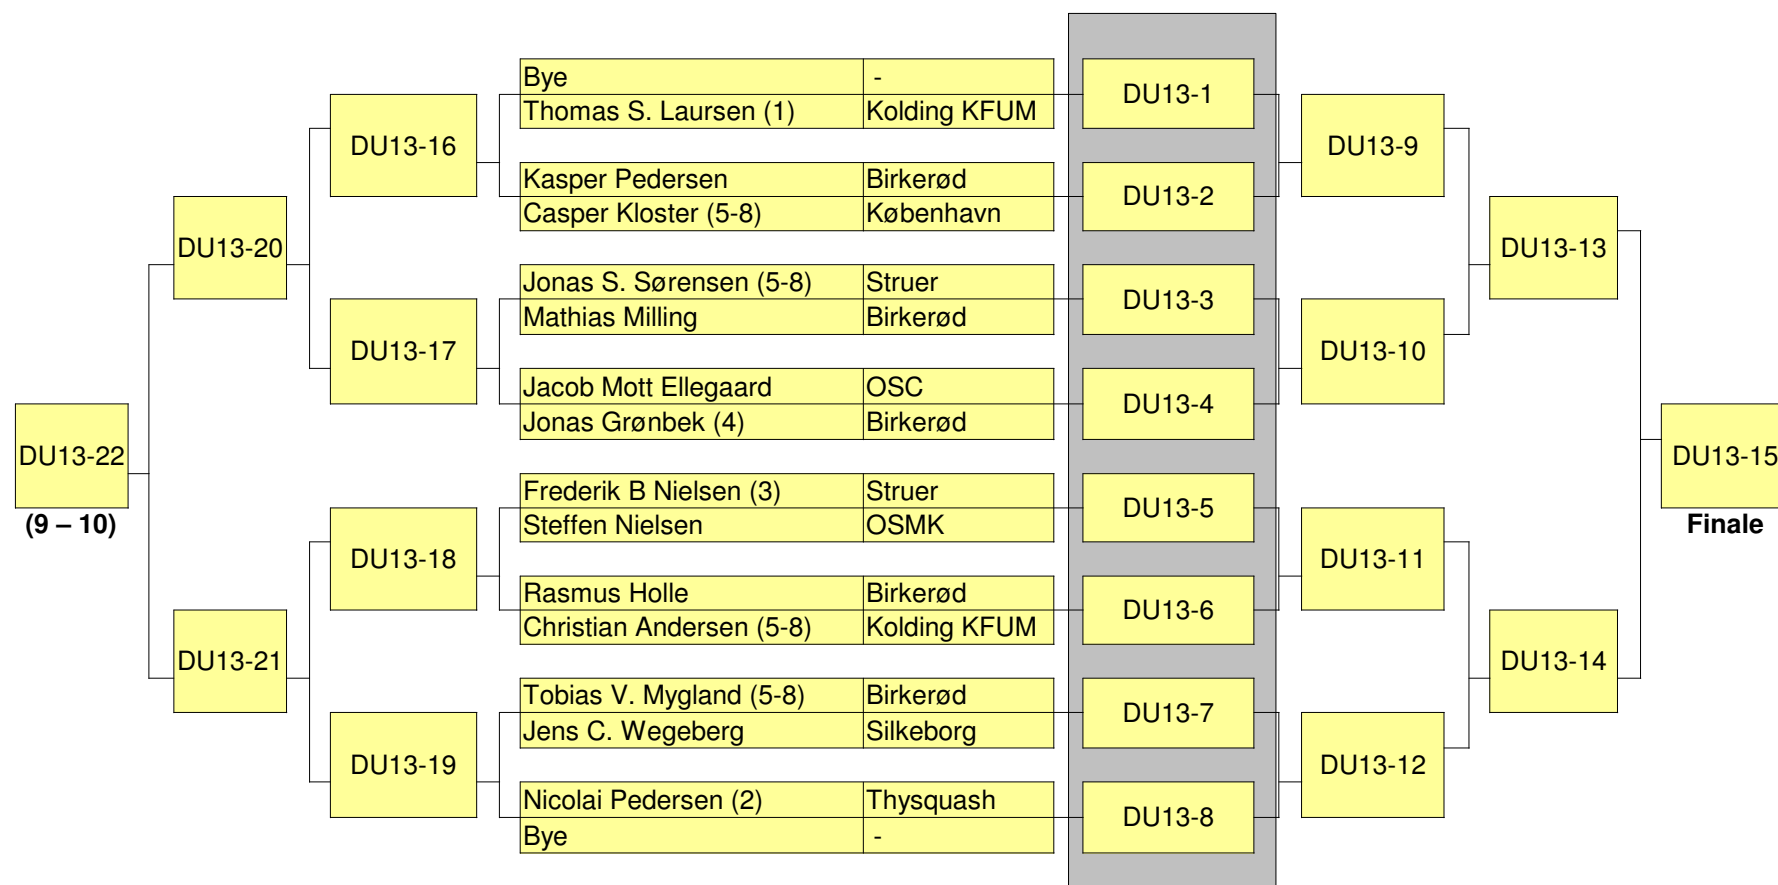 Bye -
Thomas S. Laursen (1) Kolding KFUM
DU13-1
DU13-16
DU13-9
Kasper Pedersen Birkerød
Casper Kloster (5-8) København
DU13-2
DU13-20
DU13-13
Jonas S. Sørensen (5-8) Struer
Mathias Milling Birkerød
DU13-3
DU13-17
DU13-10
Jacob Mott Ellegaard OSC
Jonas Grønbek (4) Birkerød
DU13-4
DU13-22
(9 – 10)
DU13-15
Finale
Frederik B Nielsen (3) Struer
Steffen Nielsen OSMK
DU13-5
DU13-18
DU13-11
Rasmus Holle Birkerød
Christian Andersen (5-8) Kolding KFUM
DU13-6
DU13-21
DU13-14
Tobias V. Mygland (5-8) Birkerød
Jens C. Wegeberg Silkeborg
DU13-7
DU13-19
DU13-12
Nicolai Pedersen (2) Thysquash
Bye -
DU13-8